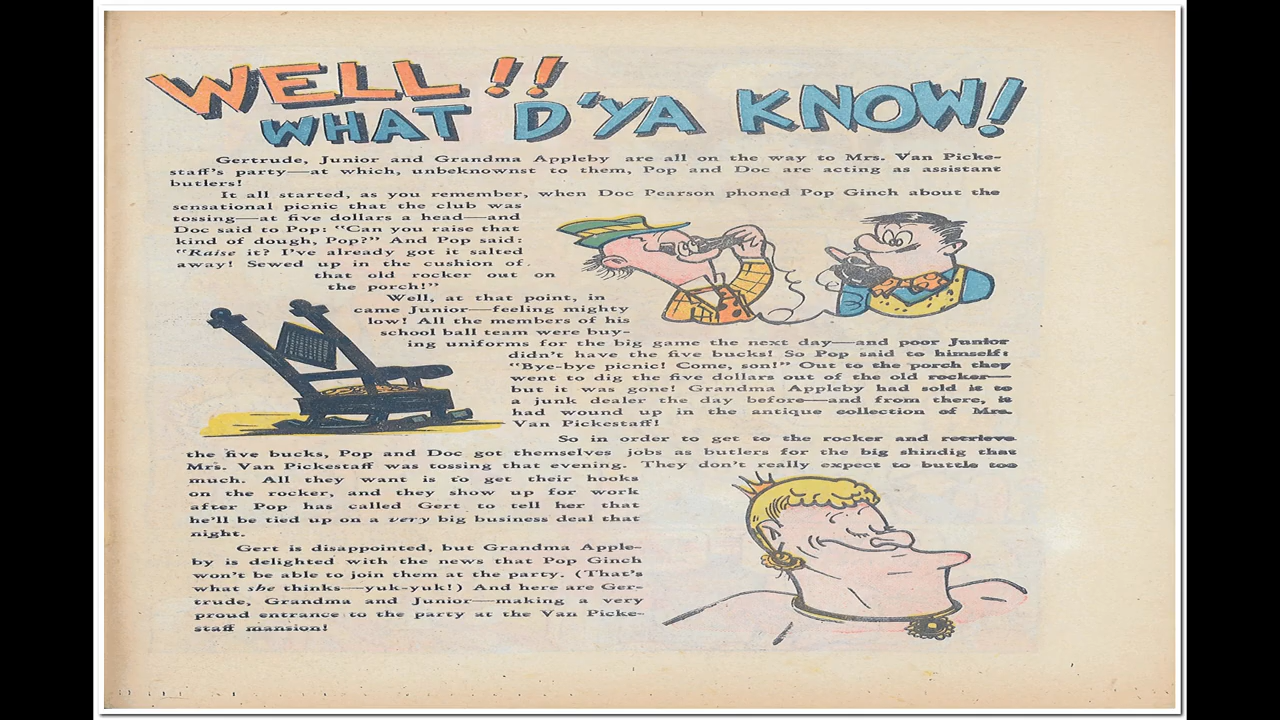 WELL!!
WHAT D'YA KNOW!
Gertrude, Junior and Grandma Appleby are all on the way to Mrs. Van Picke-
staff's party—at which, unbeknownst to them, Pop and Doc are acting as assistant
butlers!
It all started, as you remember, when Doc Pearson phoned Pop Ginch about the
sensational picnic that the club was
tossing—at five dollars a head—and
Doc said to Pop: "Can you raise that
kind of dough, Pop?" And Pop said:
"Raise it? I've already got it salted
away! Sewed up in the cushion of
that old rocker out on
the porch!"
Well, at that point, in
came Junior—feeling mighty
low! All the members of his
school ball team were buy-
ing uniforms for the big game the next day—and poor Junior
didn't have the five bucks! So Pop said to himself:
"Bye-bye picnic! Come, son!" Out to the porch they
went to dig the five dollars out of the old rocker—
but it was gone! Grandma Appleby had sold it to
a junk dealer the day before—and from there, it
had wound up in the antique collection of Mrs.
Van Pickestaff!
So in order to get to the rocker and retrieve
the five bucks, Pop and Doc got themselves jobs as butlers for the big shindig that
Mrs. Van Pickestaff was tossing that evening. They don't really expect to buttle too
much. All they want is to get their hooks
on the rocker, and they show up for work
after Pop has called Gert to tell her that
he'll be tied up on a very big business deal that
night.
Gert is disappointed, but Grandma Apple-
by is delighted with the news that Pop Ginch
won't be able to join them at the party. (That's
what she thinks—yuk-yuk!) And here are Ger-
trude, Grandma and Junior—making a very
proud entrance to the party at the Van Picke-
staff mansion!